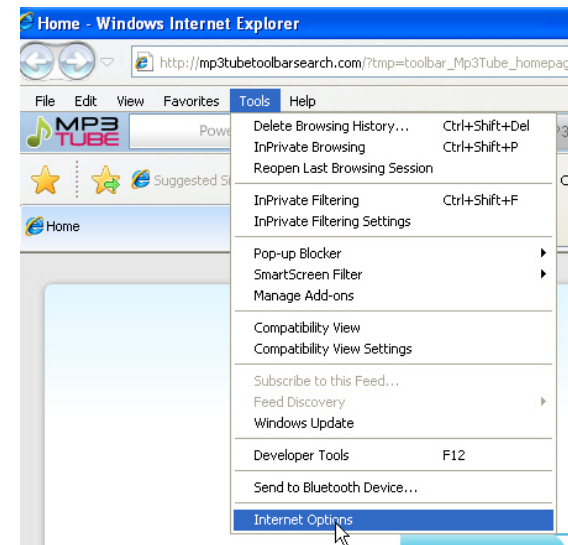 Home - Windows Internet Explorer
http://mp3tubetoolbarsearch.com/?tmp=toolbar_Mp3Tube_homepag
File Edit View Favorites Tools Help
MP3 TUBE
Powe
Delete Browsing History... Ctrl+Shift+Del
InPrivate Browsing Ctrl+Shift+P
Reopen Last Browsing Session
Suggested Si
InPrivate Filtering Ctrl+Shift+F
InPrivate Filtering Settings
Home
Pop-up Blocker
SmartScreen Filter
Manage Add-ons
Compatibility View
Compatibility View Settings
Subscribe to this Feed...
Feed Discovery
Windows Update
Developer Tools F12
Send to Bluetooth Device...
Internet Options